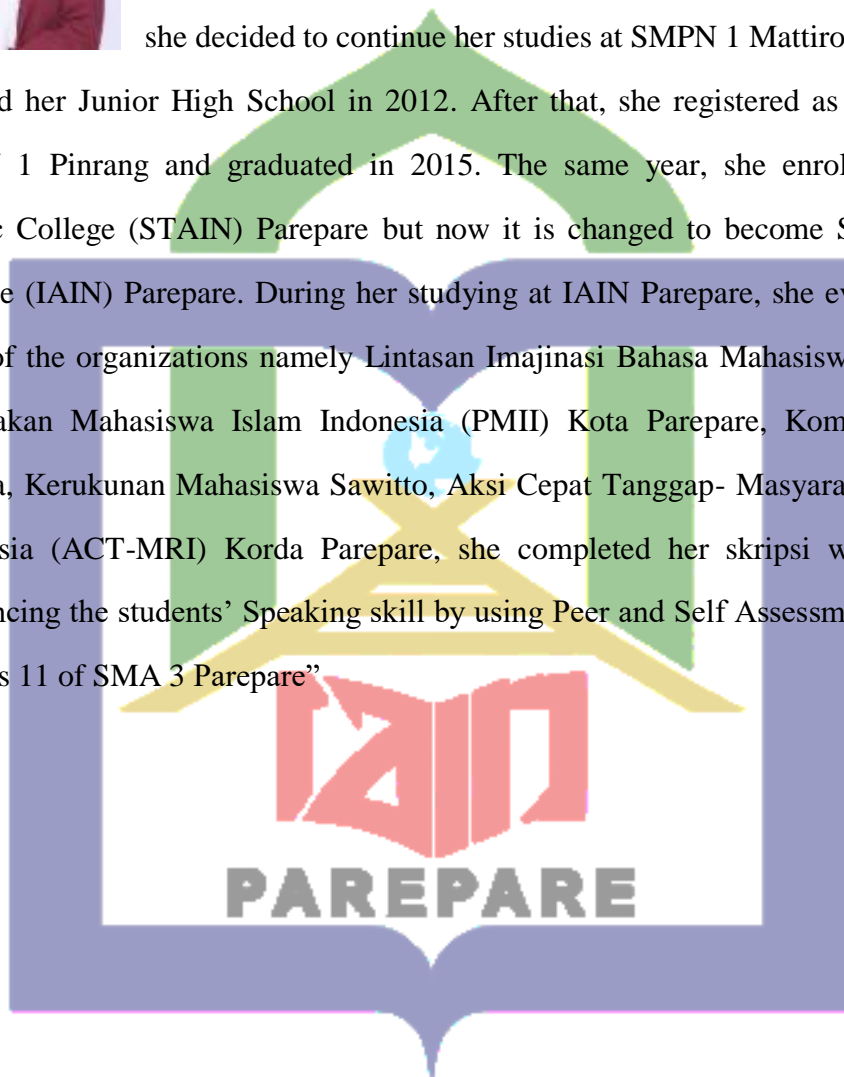 she decided to continue her studies at SMPN 1 Mattiro
d her Junior High School in 2012. After that, she registered as
1 Pinrang and graduated in 2015. The same year, she enrol
c College (STAIN) Parepare but now it is changed to become S
e (IAIN) Parepare. During her studying at IAIN Parepare, she ev
of the organizations namely Lintasan Imajinasi Bahasa Mahasisw
akan Mahasiswa Islam Indonesia (PMII) Kota Parepare, Kom
a, Kerukunan Mahasiswa Sawitto, Aksi Cepat Tanggap- Masyara
sia (ACT-MRI) Korda Parepare, she completed her skripsi w
ncing the students’ Speaking skill by using Peer and Self Assessm
s 11 of SMA 3 Parepare”
iain
PAREPARE